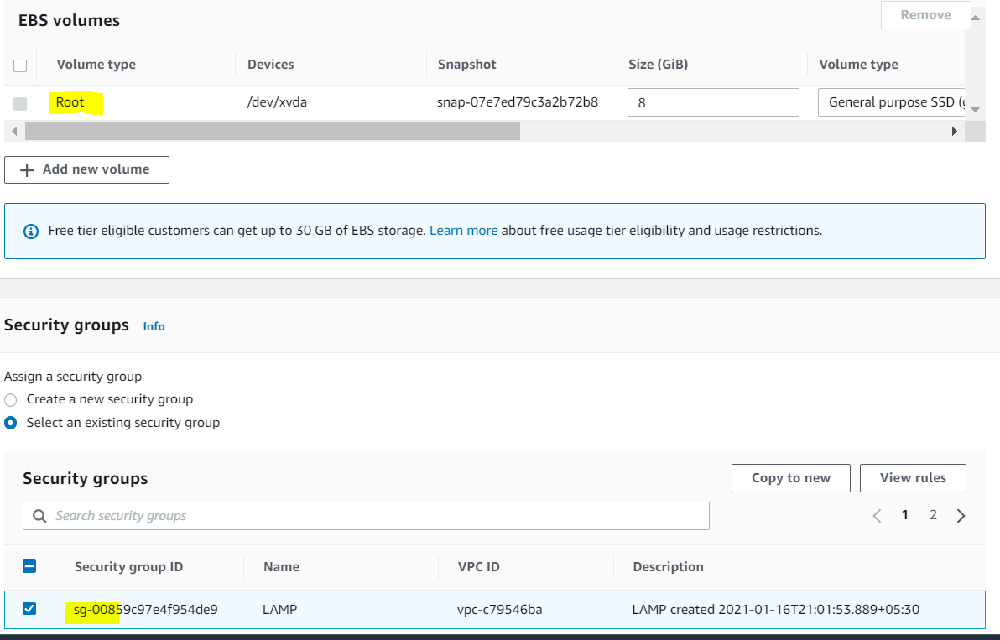 EBS volumes
Remove
Volume type Devices Snapshot Size (GiB) Volume type
Root /dev/xvda snap-07e7ed79c3a2b72b8 8 General purpose SSD (
Add new volume
Free tier eligible customers can get up to 30 GB of EBS storage. Learn more about free usage tier eligibility and usage restrictions.
Security groups Info
Assign a security group
Create a new security group
Select an existing security group
Security groups
Copy to new View rules
Search security groups
1 2
Security group ID Name VPC ID Description
sg-00859c97e4f954de9 LAMP vpc-c79546ba LAMP created 2021-01-16T21:01:53.889+05:30